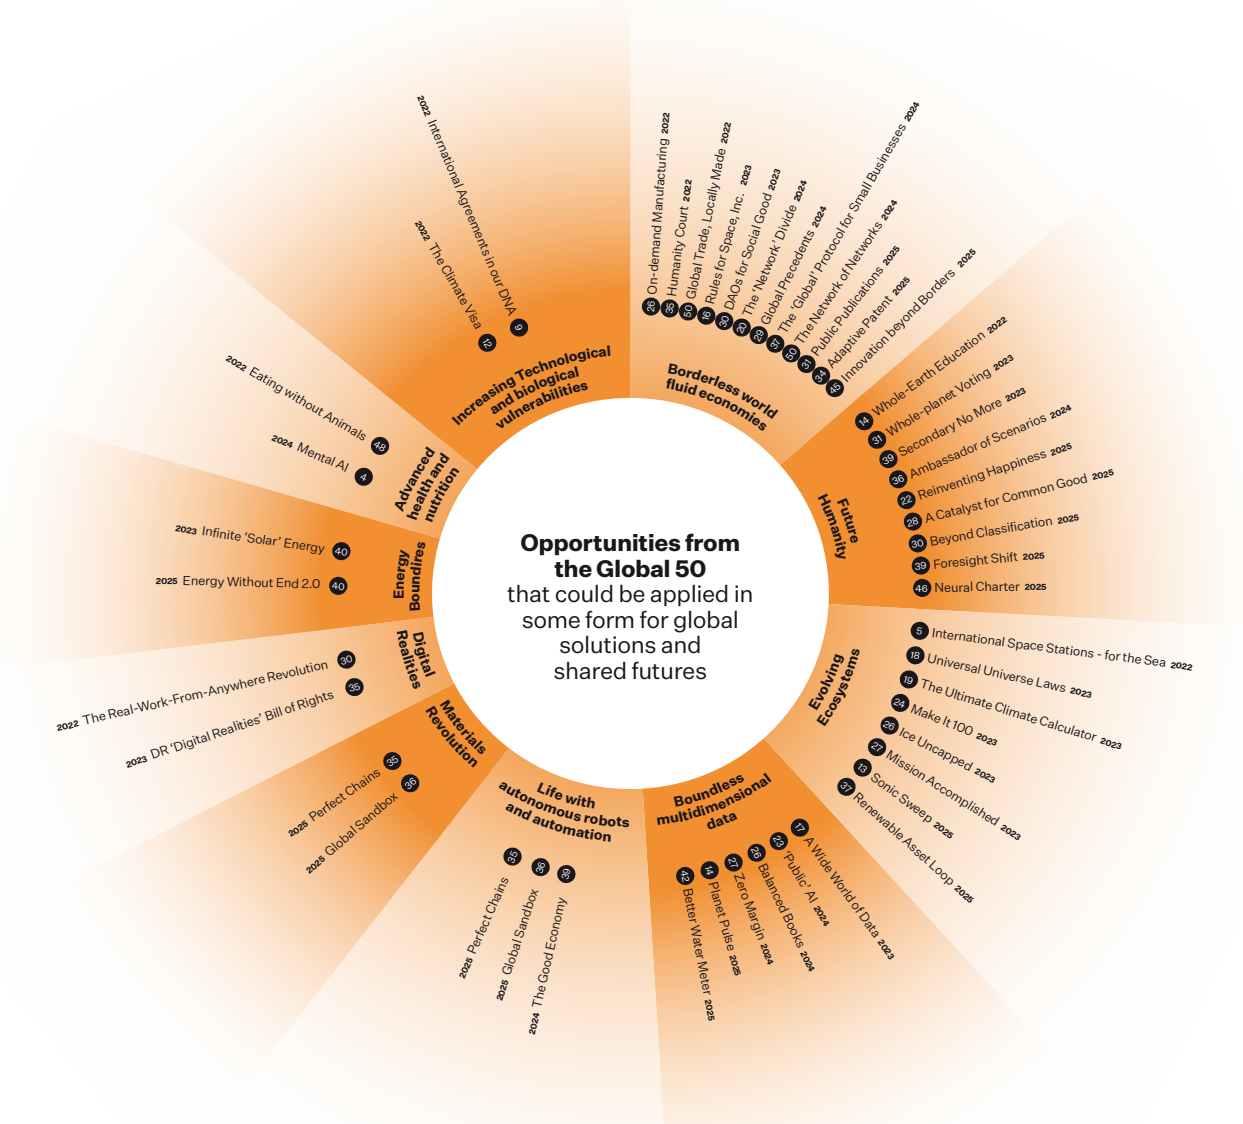 Opportunities from
the Global 50
that could be applied in
some form for global
solutions and
shared futures
Borderless world
fluid economies
26 On-demand Manufacturing 2022
35 Humanity Court 2022
50 Global Trade, Locally Made 2022
16 Rules for Space, Inc. 2023
30 DAOs for Social Good 2023
20 The ‘Network’ Divide 2024
29 Global Precedents 2024
37 The ‘Global’ Protocol for Small Businesses 2024
50 The Network of Networks 2024
31 Public Publications 2025
34 Adaptive Patent 2025
45 Innovation beyond Borders 2025
Future
Humanity
14 Whole-Earth Education 2022
31 Whole-planet Voting 2023
39 Secondary No More 2023
36 Ambassador of Scenarios 2024
22 Reinventing Happiness 2025
28 A Catalyst for Common Good 2025
30 Beyond Classification 2025
39 Foresight Shift 2025
46 Neural Charter 2025
Evolving
Ecosystems
5 International Space Stations - for the Sea 2022
18 Universal Universe Laws 2023
19 The Ultimate Climate Calculator 2023
24 Make It 100 2023
26 Ice Uncapped 2023
27 Mission Accomplished 2023
13 Sonic Sweep 2025
37 Renewable Asset Loop 2025
Boundless
multidimensional
data
17 A Wide World of Data 2023
23 ‘Public’ AI 2024
26 Balanced Books 2024
27 Zero Margin 2024
14 Planet Pulse 2025
42 Better Water Meter 2025
Life with
autonomous robots
and automation
39 2024 The Good Economy
36 2025 Global Sandbox
35 2025 Perfect Chains
Materials
Revolution
36 2025 Global Sandbox
35 2025 Perfect Chains
Digital
Realities
2023 DR ‘Digital Realities’ Bill of Rights 35
2022 The Real-Work-From-Anywhere Revolution 30
Energy
Boundires
2025 Energy Without End 2.0 40
2023 Infinite ‘Solar’ Energy 40
Advanced
health and
nutrition
2024 Mental AI 4
2022 Eating without Animals 48
Increasing Technological
and biological
vulnerabilities
2022 The Climate Visa 12
2022 International Agreements in our DNA 9